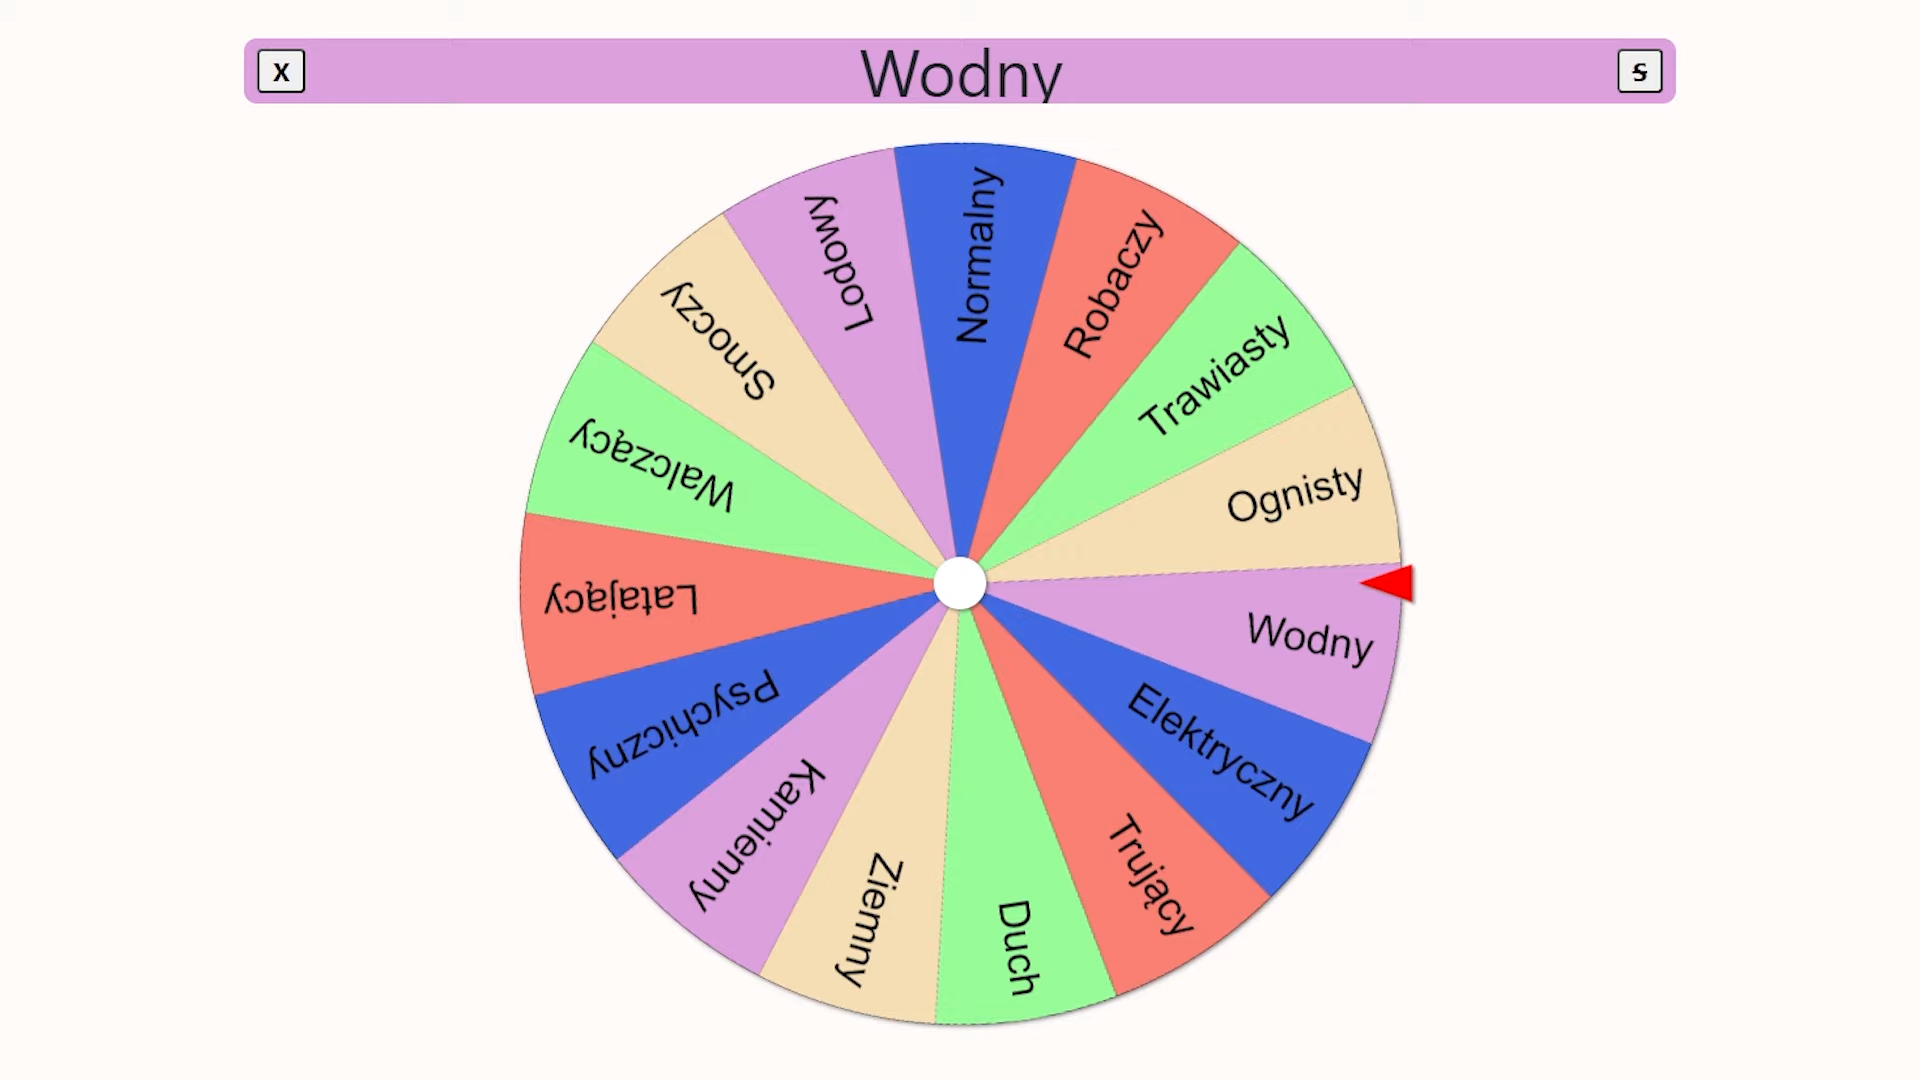 X
Wodny
S
Normalny
Robaczy
Trawiasty
Ognisty
Wodny
Elektryczny
Trujący
Duch
Ziemny
Kamienny
Psychiczny
Latający
Walczący
Smoczy
Lodowy